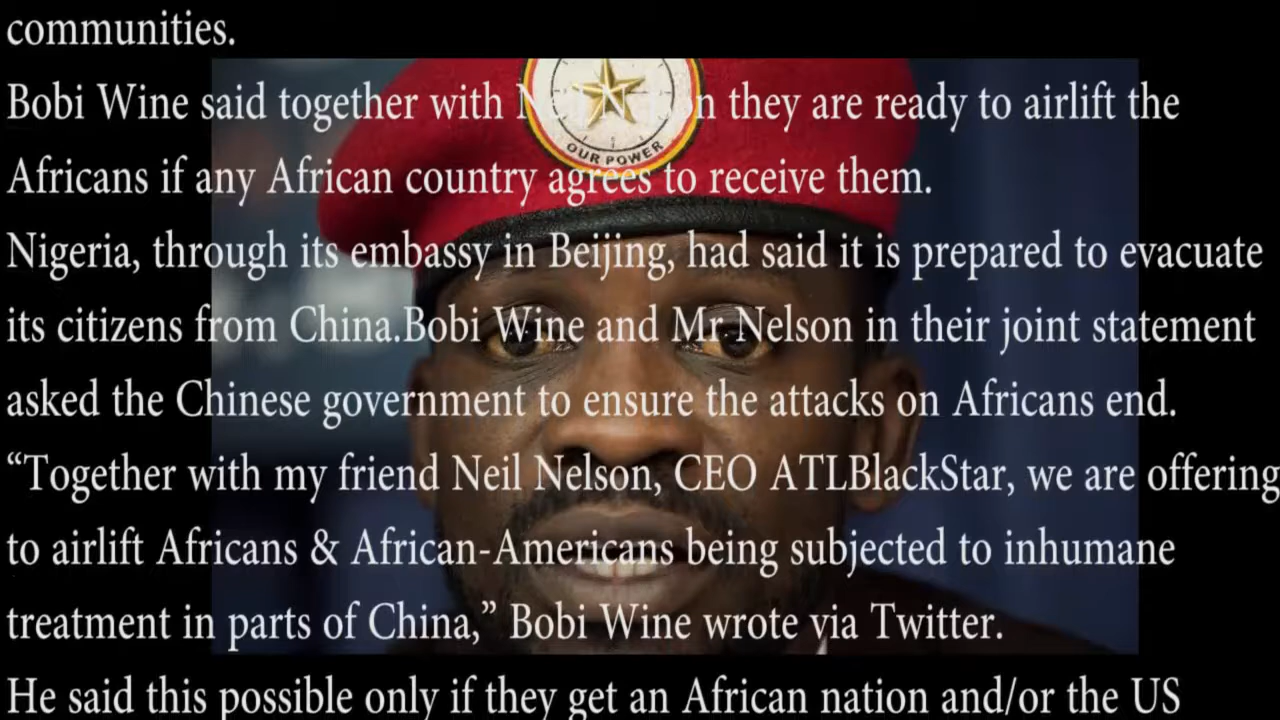 communities.
Bobi Wine said together with Neil Nelson they are ready to airlift the
OUR POWER
Africans if any African country agrees to receive them.
Nigeria, through its embassy in Beijing, had said it is prepared to evacuate
its citizens from China.Bobi Wine and Mr Nelson in their joint statement
asked the Chinese government to ensure the attacks on Africans end.
“Together with my friend Neil Nelson, CEO ATLBlackStar, we are offering
to airlift Africans & African-Americans being subjected to inhumane
treatment in parts of China,” Bobi Wine wrote via Twitter.
He said this possible only if they get an African nation and/or the US